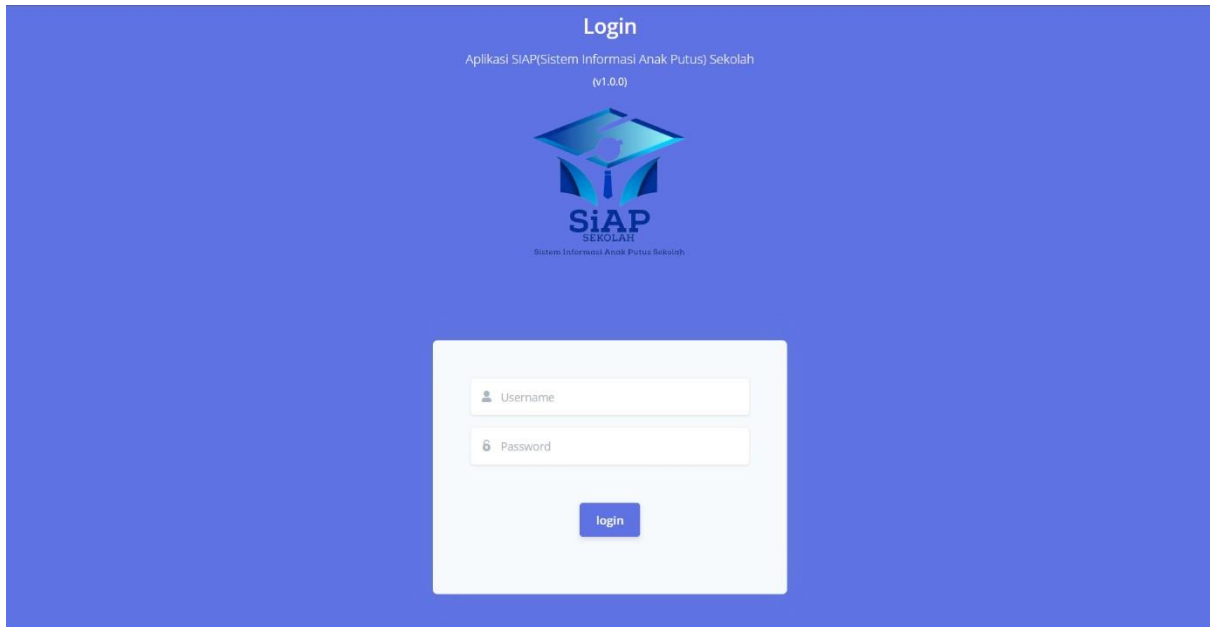 Login
Aplikasi SIAP(Sistem Informasi Anak Putus) Sekolah
(v1.0.0)
SiAP
SEKOLAH
Sistem Informasi Anak Putus Sekolah
Username
Password
login